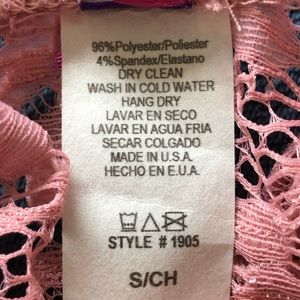 96%Polyester/Poliester
4%Spandex/Elastano
DRY CLEAN
WASH IN COLD WATER
HANG DRY
LAVAR EN SECO
LAVAR EN AGUA FRIA
SECAR COLGADO
MADE IN U.S.A.
HECHO EN E.U.A.
STYLE # 1905
S/CH